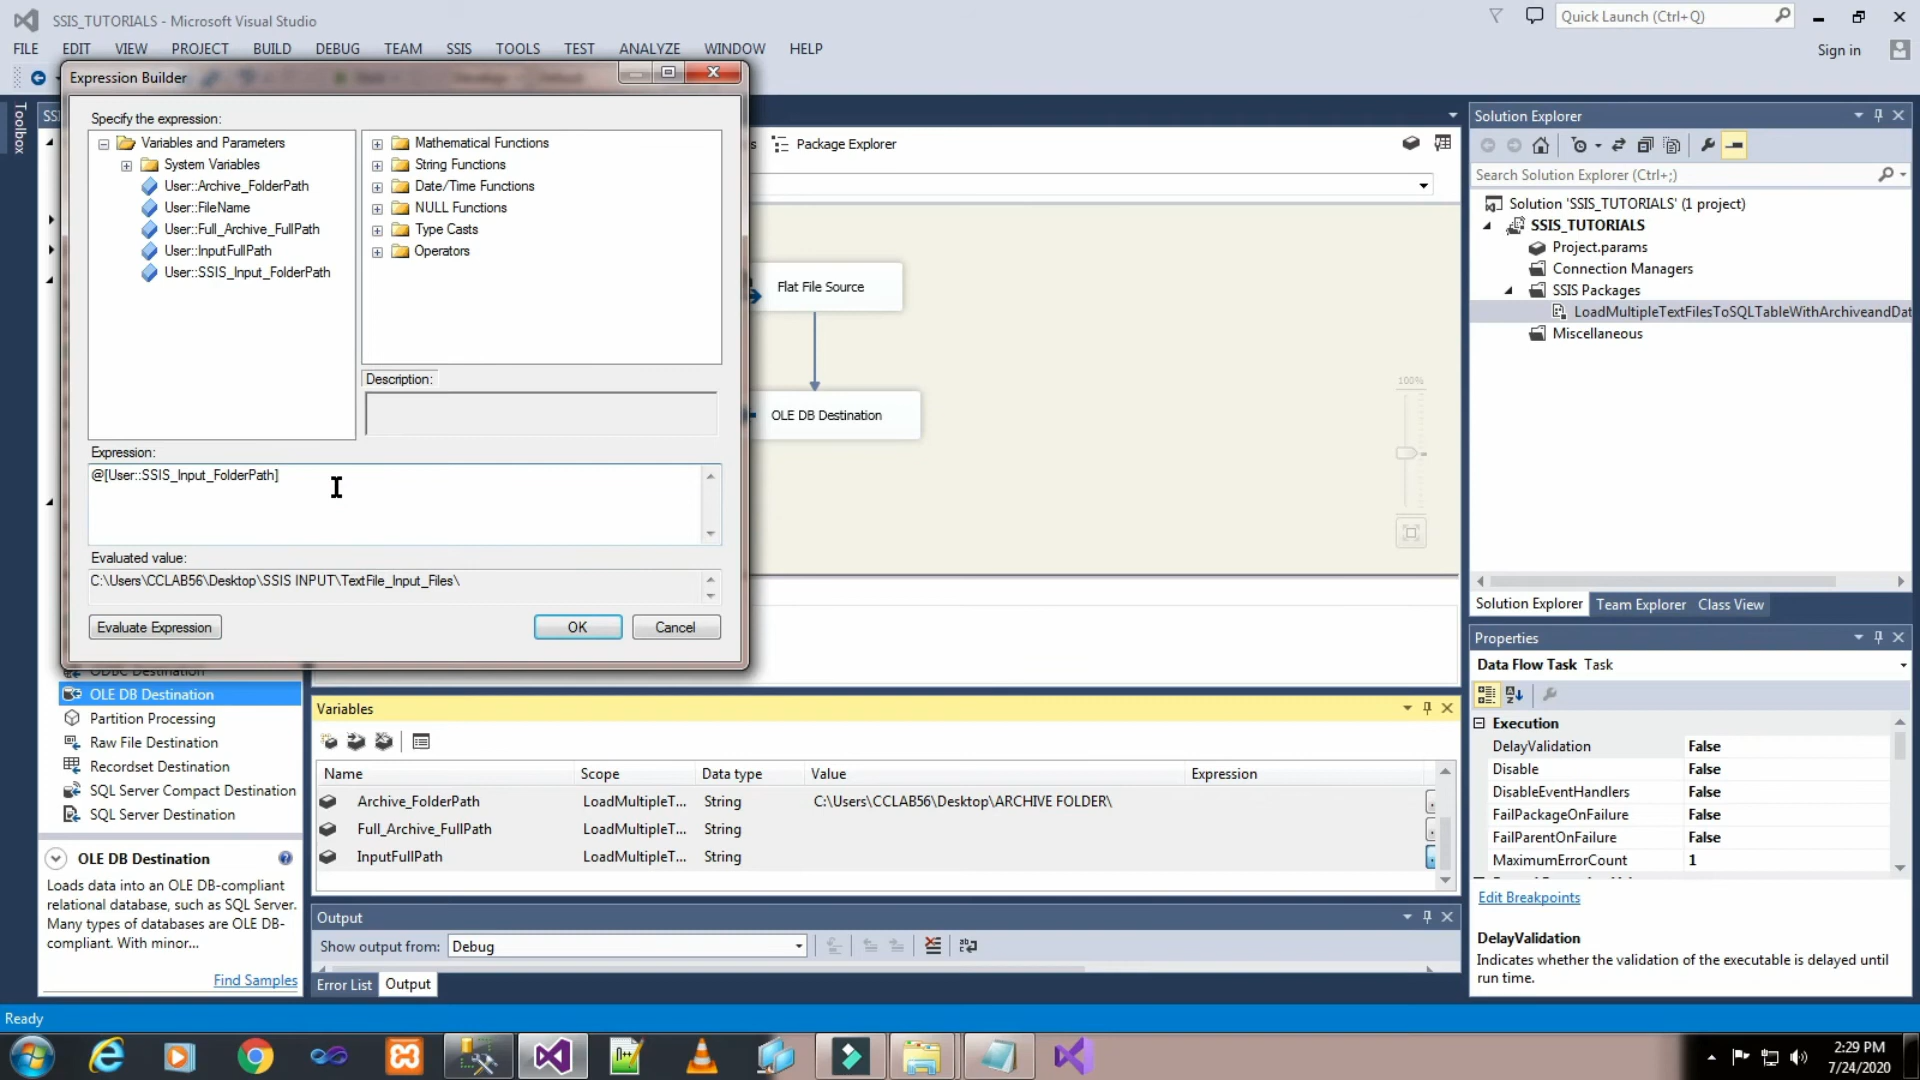 SSIS_TUTORIALS - Microsoft Visual Studio
Quick Launch (Ctrl+Q)
FILE EDIT VIEW PROJECT BUILD DEBUG TEAM SSIS TOOLS TEST ANALYZE WINDOW HELP
Sign in
Expression Builder
Toolbox
Specify the expression:
Variables and Parameters
System Variables
User::Archive_FolderPath
User::FileName
User::Full_Archive_FullPath
User::InputFullPath
User::SSIS_Input_FolderPath
Mathematical Functions
String Functions
Date/Time Functions
NULL Functions
Type Casts
Operators
Description:
Expression:
@[User::SSIS_Input_FolderPath]
Evaluated value:
C:\Users\CCLAB56\Desktop\SSIS INPUT\TextFile_Input_Files\
Evaluate Expression
OK
Cancel
Package Explorer
Flat File Source
OLE DB Destination
100%
Solution Explorer
Search Solution Explorer (Ctrl+;)
Solution 'SSIS_TUTORIALS' (1 project)
SSIS_TUTORIALS
Project.params
Connection Managers
SSIS Packages
LoadMultipleTextFilesToSQLTableWithArchiveandDat
Miscellaneous
Solution Explorer Team Explorer Class View
Properties
Data Flow Task Task
Execution
DelayValidation False
Disable False
DisableEventHandlers False
FailPackageOnFailure False
FailParentOnFailure False
MaximumErrorCount 1
Edit Breakpoints
DelayValidation
Indicates whether the validation of the executable is delayed until
run time.
ODBC Destination
OLE DB Destination
Partition Processing
Raw File Destination
Recordset Destination
SQL Server Compact Destination
SQL Server Destination
OLE DB Destination
Loads data into an OLE DB-compliant
relational database, such as SQL Server.
Many types of databases are OLE DB-
compliant. With minor...
Find Samples
Variables
Name Scope Data type Value Expression
Archive_FolderPath LoadMultipleT... String C:\Users\CCLAB56\Desktop\ARCHIVE FOLDER\
Full_Archive_FullPath LoadMultipleT... String
InputFullPath LoadMultipleT... String
Output
Show output from: Debug
Error List Output
Ready
2:29 PM
7/24/2020